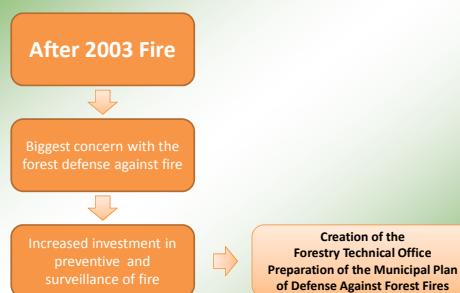 After 2003 Fire
Biggest concern with the
forest defense against fire
Increased investment in
preventive and
surveillance of fire
Creation of the
Forestry Technical Office
Preparation of the Municipal Plan
of Defense Against Forest Fires